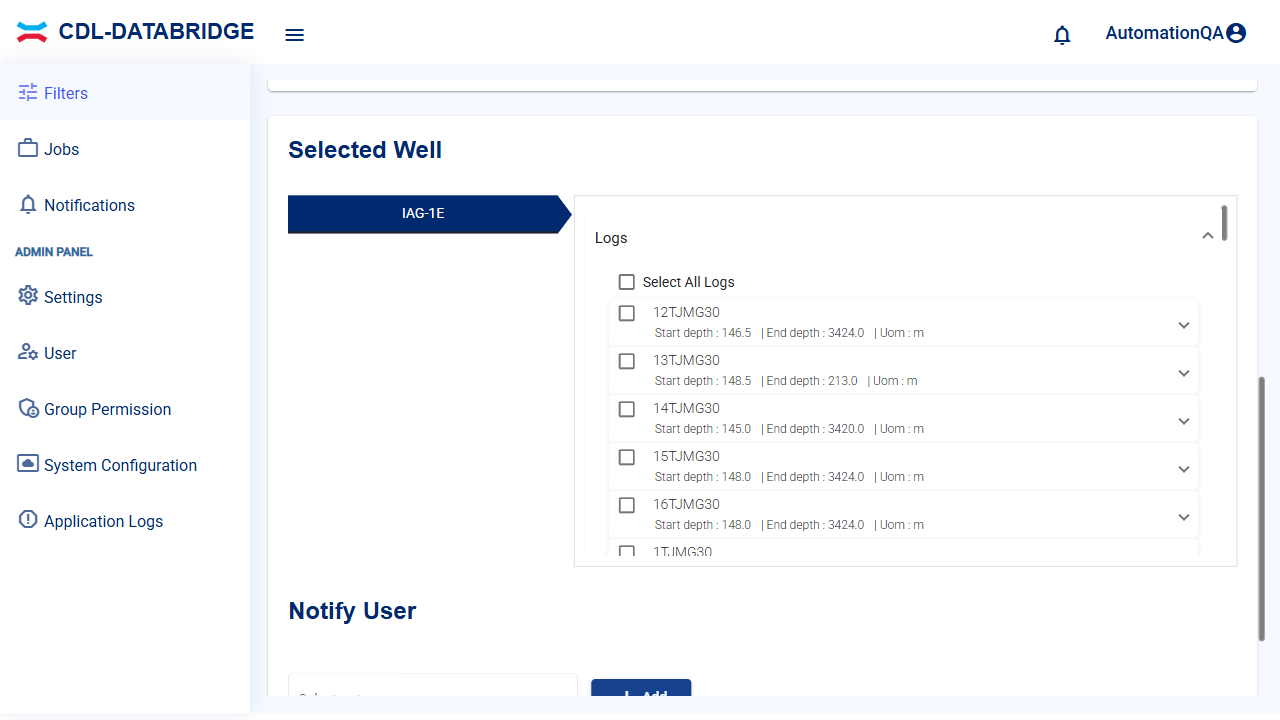 CDL-DATABRIDGE
AutomationQA
Filters
Jobs
Notifications
ADMIN PANEL
Settings
User
Group Permission
System Configuration
Application Logs
Selected Well
IAG-1E
Logs
Select All Logs
12TJMG30
Start depth : 146.5 | End depth : 3424.0 | Uom : m
13TJMG30
Start depth : 148.5 | End depth : 213.0 | Uom : m
14TJMG30
Start depth : 145.0 | End depth : 3420.0 | Uom : m
15TJMG30
Start depth : 148.0 | End depth : 3424.0 | Uom : m
16TJMG30
Start depth : 148.0 | End depth : 3424.0 | Uom : m
1TJMG30
Notify User
Add